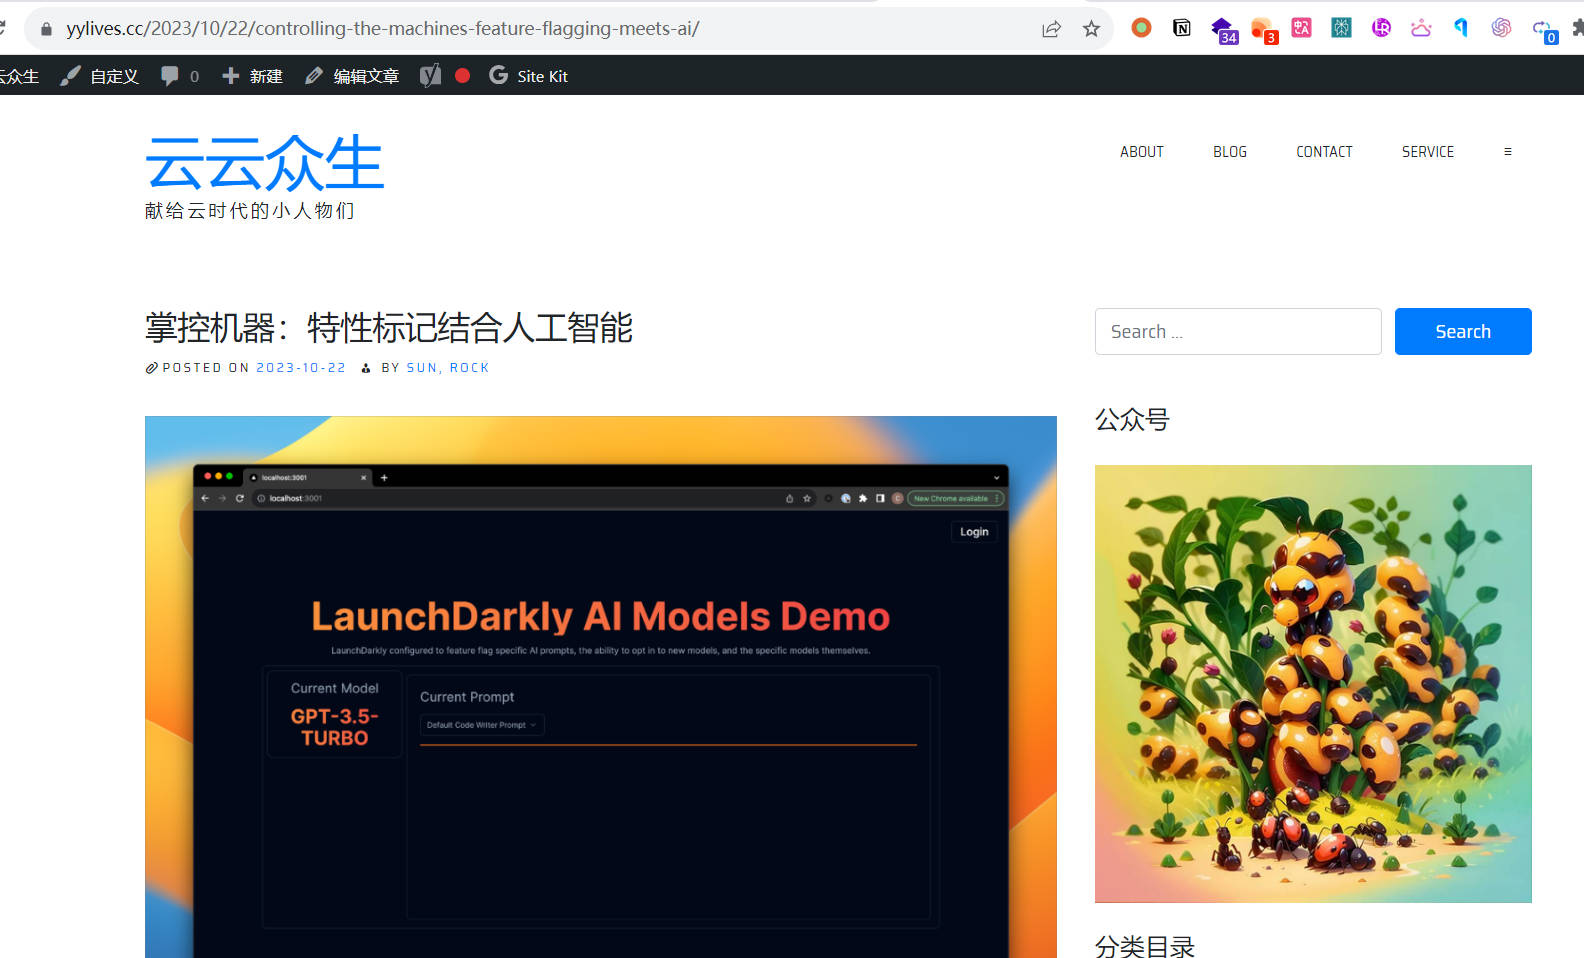 yylives.cc/2023/10/22/controlling-the-machines-feature-flagging-meets-ai/
34
3
0
云众生
自定义
0
新建
编辑文章
Site Kit
云云众生
献给云时代的小人物们
ABOUT
BLOG
CONTACT
SERVICE
掌控机器：特性标记结合人工智能
POSTED ON 2023-10-22 BY SUN, ROCK
Search ...
Search
公众号
localhost:3001
localhost:3001
New Chrome available
Login
LaunchDarkly AI Models Demo
LaunchDarkly configured to feature flag specific AI prompts, the ability to opt in to new models, and the specific models themselves.
Current Model
GPT-3.5-
TURBO
Current Prompt
Default Code Writer Prompt
分类目录